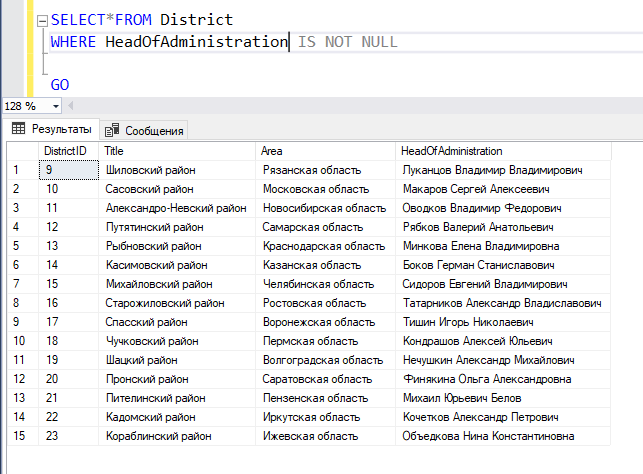 SELECT*FROM District
WHERE HeadOfAdministration IS NOT NULL
GO
128 %
Результаты Сообщения
DistrictID Title Area HeadOfAdministration
1 9 Шиловский район Рязанская область Луканцов Владимир Владимирович
2 10 Сасовский район Московская область Макаров Сергей Алексеевич
3 11 Александро-Невский район Новосибирская область Оводков Владимир Федорович
4 12 Путятинский район Самарская область Рябков Валерий Анатольевич
5 13 Рыбновский район Краснодарская область Минкова Елена Владимировна
6 14 Касимовский район Казанская область Боков Герман Станиславович
7 15 Михайловский район Челябинская область Сидоров Евгений Владимирович
8 16 Старожиловский район Ростовская область Татарников Александр Владиславович
9 17 Спасский район Воронежская область Тишин Игорь Николаевич
10 18 Чучковский район Пермская область Кондрашов Алексей Юльевич
11 19 Шацкий район Волгоградская область Нечушкин Александр Михайлович
12 20 Пронский район Саратовская область Финякина Ольга Александровна
13 21 Пителинский район Пензенская область Михаил Юрьевич Белов
14 22 Кадомский район Иркутская область Кочетков Александр Петрович
15 23 Кораблинский район Ижевская область Объедкова Нина Константиновна